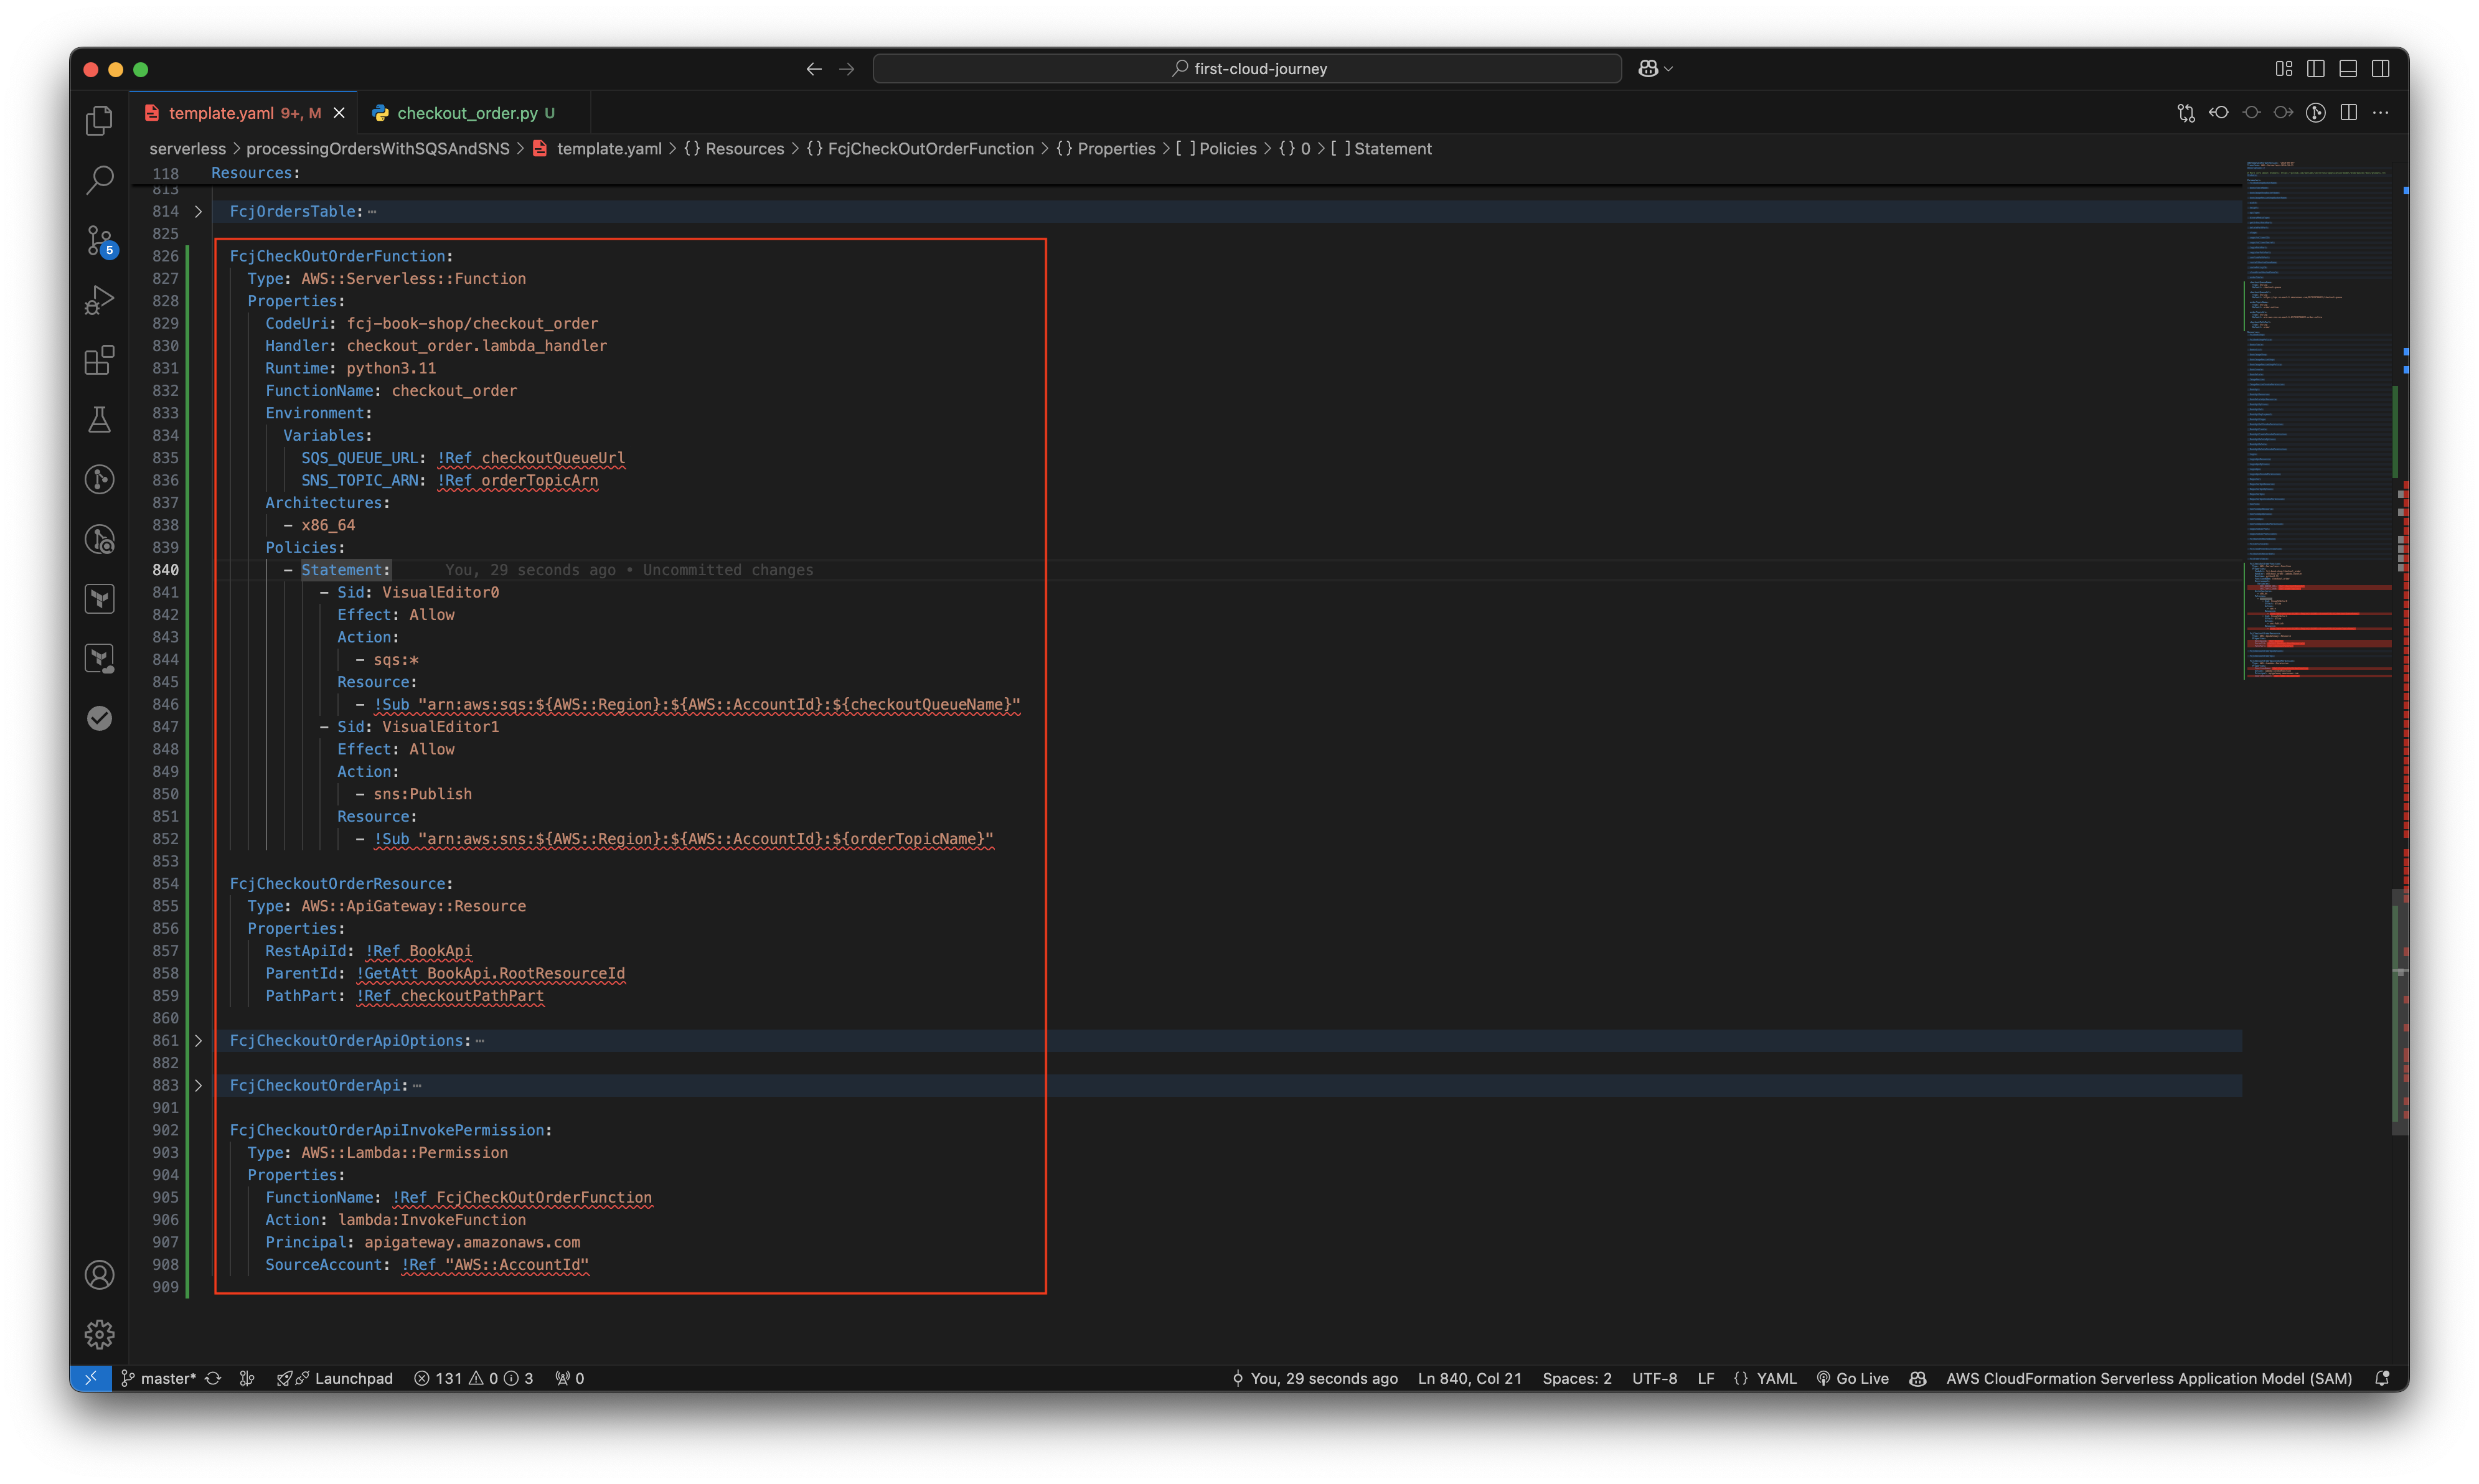 first-cloud-journey
template.yaml 9+, M
checkout_order.py U
serverless > processingOrdersWithSQSAndSNS > template.yaml > {} Resources > {} FcjCheckOutOrderFunction > {} Properties > [ ] Policies > {} 0 > [ ] Statement
118 Resources:
813
814 FcjOrdersTable: ⋯
825
826 FcjCheckOutOrderFunction:
827 Type: AWS::Serverless::Function
828 Properties:
829 CodeUri: fcj-book-shop/checkout_order
830 Handler: checkout_order.lambda_handler
831 Runtime: python3.11
832 FunctionName: checkout_order
833 Environment:
834 Variables:
835 SQS_QUEUE_URL: !Ref checkoutQueueUrl
836 SNS_TOPIC_ARN: !Ref orderTopicArn
837 Architectures:
838 - x86_64
839 Policies:
840 - Statement: You, 29 seconds ago • Uncommitted changes
841 - Sid: VisualEditor0
842 Effect: Allow
843 Action:
844 - sqs:*
845 Resource:
846 - !Sub "arn:aws:sqs:${AWS::Region}:${AWS::AccountId}:${checkoutQueueName}"
847 - Sid: VisualEditor1
848 Effect: Allow
849 Action:
850 - sns:Publish
851 Resource:
852 - !Sub "arn:aws:sns:${AWS::Region}:${AWS::AccountId}:${orderTopicName}"
853
854 FcjCheckoutOrderResource:
855 Type: AWS::ApiGateway::Resource
856 Properties:
857 RestApiId: !Ref BookApi
858 ParentId: !GetAtt BookApi.RootResourceId
859 PathPart: !Ref checkoutPathPart
860
861 FcjCheckoutOrderApiOptions: ⋯
882
883 FcjCheckoutOrderApi: ⋯
901
902 FcjCheckoutOrderApiInvokePermission:
903 Type: AWS::Lambda::Permission
904 Properties:
905 FunctionName: !Ref FcjCheckOutOrderFunction
906 Action: lambda:InvokeFunction
907 Principal: apigateway.amazonaws.com
908 SourceAccount: !Ref "AWS::AccountId"
909
5
master* Launchpad 131 0 3 0 You, 29 seconds ago Ln 840, Col 21 Spaces: 2 UTF-8 LF {} YAML Go Live AWS CloudFormation Serverless Application Model (SAM)